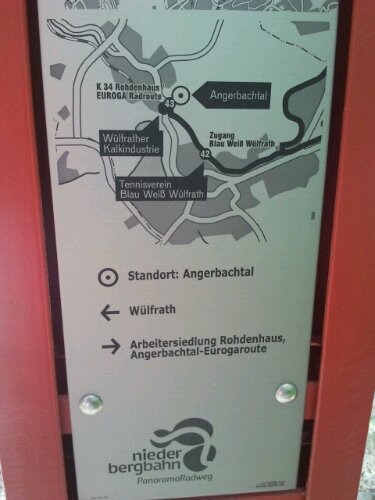 K 34 Rohdenhaus
EUROGA Radroute
43
Angerbachtal
Wülfrather
Kalkindustrie
Zugang
Blau Weiß Wülfrath
42
Tennisverein
Blau Weiß Wülfrath
Standort: Angerbachtal
← Wülfrath
→ Arbeitersiedlung Rohdenhaus,
Angerbachtal-Eurogaroute
nieder
bergbahn
PanoramaRadweg